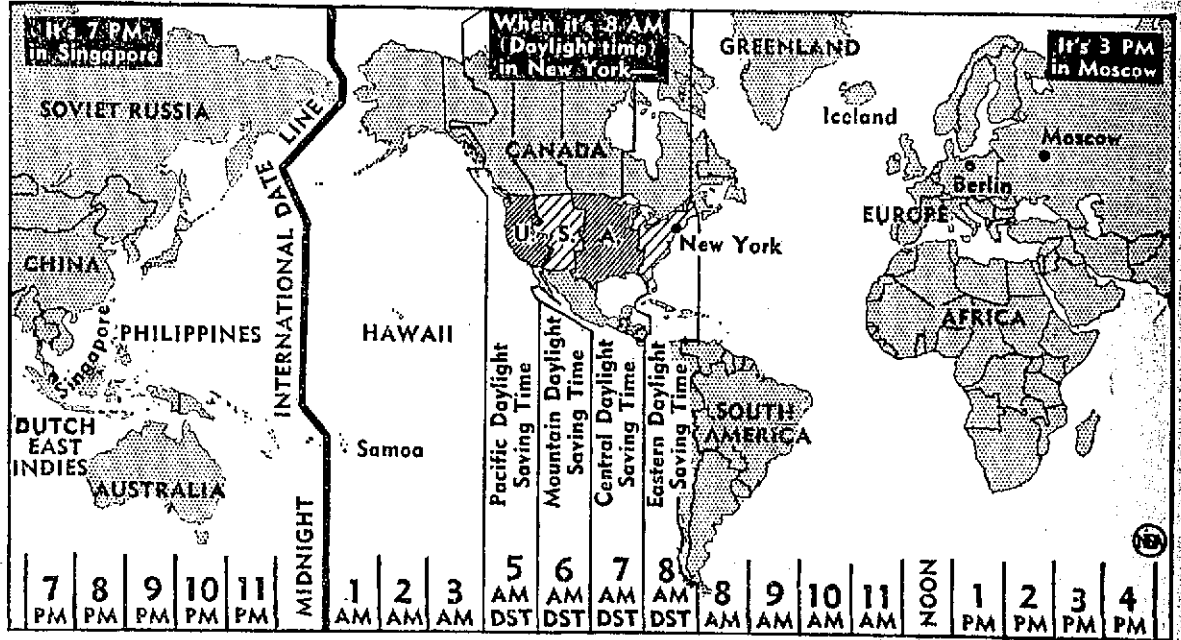 It's 7 PM
in Singapore
When it's 8 AM
(Daylight time)
in New York—
It's 3 PM
in Moscow
GREENLAND
Iceland
SOVIET RUSSIA
INTERNATIONAL DATE LINE
CANADA
Moscow
Berlin
EUROPE
U. S. A.
New York
CHINA
Singapore
PHILIPPINES
HAWAII
AFRICA
DUTCH
EAST
INDIES
AUSTRALIA
Samoa
SOUTH
AMERICA
Pacific Daylight
Saving Time
Mountain Daylight
Saving Time
Central Daylight
Saving Time
Eastern Daylight
Saving Time
NEA
7 PM
8 PM
9 PM
10 PM
11 PM
MIDNIGHT
1 AM
2 AM
3 AM
5 AM DST
6 AM DST
7 AM DST
8 AM DST
8 AM
9 AM
10 AM
11 AM
NOON
1 PM
2 PM
3 PM
4 PM